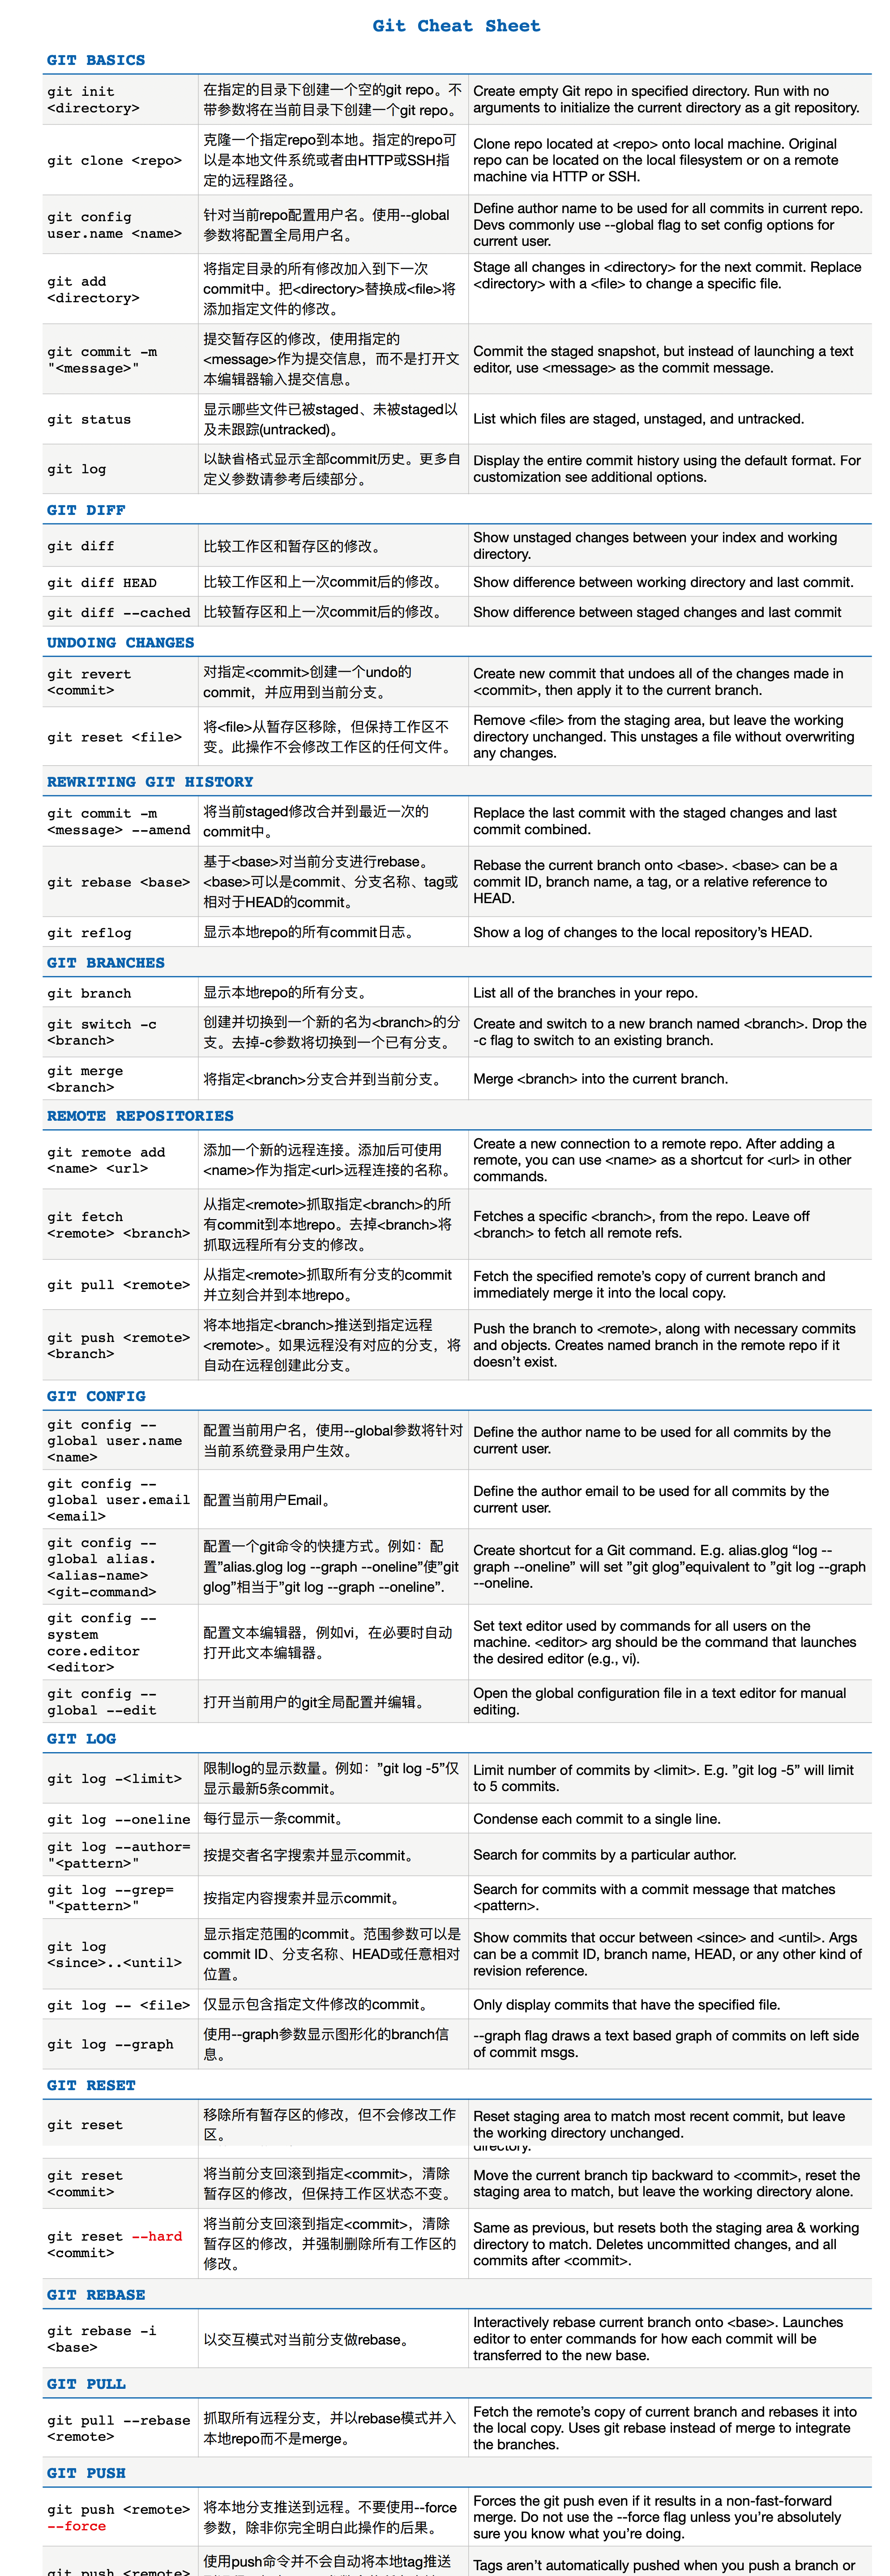 Git Cheat Sheet
GIT BASICS
git init
<directory>
在指定的目录下创建一个空的git repo。不
带参数将在当前目录下创建一个git repo。
Create empty Git repo in specified directory. Run with no
arguments to initialize the current directory as a git repository.
git clone <repo>
克隆一个指定repo到本地。指定的repo可
以是本地文件系统或者由HTTP或SSH指
定的远程路径。
Clone repo located at <repo> onto local machine. Original
repo can be located on the local filesystem or on a remote
machine via HTTP or SSH.
git config
user.name <name>
针对当前repo配置用户名。使用--global
参数将配置全局用户名。
Define author name to be used for all commits in current repo.
Devs commonly use --global flag to set config options for
current user.
git add
<directory>
将指定目录的所有修改加入到下一次
commit中。把<directory>替换成<file>将
添加指定文件的修改。
Stage all changes in <directory> for the next commit. Replace
<directory> with a <file> to change a specific file.
git commit -m
"<message>"
提交暂存区的修改，使用指定的
<message>作为提交信息，而不是打开文
本编辑器输入提交信息。
Commit the staged snapshot, but instead of launching a text
editor, use <message> as the commit message.
git status
显示哪些文件已被staged、未被staged以
及未跟踪(untracked)。
List which files are staged, unstaged, and untracked.
git log
以缺省格式显示全部commit历史。更多自
定义参数请参考后续部分。
Display the entire commit history using the default format. For
customization see additional options.
GIT DIFF
git diff
比较工作区和暂存区的修改。
Show unstaged changes between your index and working
directory.
git diff HEAD
比较工作区和上一次commit后的修改。
Show difference between working directory and last commit.
git diff --cached
比较暂存区和上一次commit后的修改。
Show difference between staged changes and last commit
UNDOING CHANGES
git revert
<commit>
对指定<commit>创建一个undo的
commit，并应用到当前分支。
Create new commit that undoes all of the changes made in
<commit>, then apply it to the current branch.
git reset <file>
将<file>从暂存区移除，但保持工作区不
变。此操作不会修改工作区的任何文件。
Remove <file> from the staging area, but leave the working
directory unchanged. This unstages a file without overwriting
any changes.
REWRITING GIT HISTORY
git commit -m
<message> --amend
将当前staged修改合并到最近一次的
commit中。
Replace the last commit with the staged changes and last
commit combined.
git rebase <base>
基于<base>对当前分支进行rebase。
<base>可以是commit、分支名称、tag或
相对于HEAD的commit。
Rebase the current branch onto <base>. <base> can be a
commit ID, branch name, a tag, or a relative reference to
HEAD.
git reflog
显示本地repo的所有commit日志。
Show a log of changes to the local repository’s HEAD.
GIT BRANCHES
git branch
显示本地repo的所有分支。
List all of the branches in your repo.
git switch -c
<branch>
创建并切换到一个新的名为<branch>的分
支。去掉-c参数将切换到一个已有分支。
Create and switch to a new branch named <branch>. Drop the
-c flag to switch to an existing branch.
git merge
<branch>
将指定<branch>分支合并到当前分支。
Merge <branch> into the current branch.
REMOTE REPOSITORIES
git remote add
<name> <url>
添加一个新的远程连接。添加后可使用
<name>作为指定<url>远程连接的名称。
Create a new connection to a remote repo. After adding a
remote, you can use <name> as a shortcut for <url> in other
commands.
git fetch
<remote> <branch>
从指定<remote>抓取指定<branch>的所
有commit到本地repo。去掉<branch>将
抓取远程所有分支的修改。
Fetches a specific <branch>, from the repo. Leave off
<branch> to fetch all remote refs.
git pull <remote>
从指定<remote>抓取所有分支的commit
并立刻合并到本地repo。
Fetch the specified remote’s copy of current branch and
immediately merge it into the local copy.
git push <remote>
<branch>
将本地指定<branch>推送到指定远程
<remote>。如果远程没有对应的分支，将
自动在远程创建此分支。
Push the branch to <remote>, along with necessary commits
and objects. Creates named branch in the remote repo if it
doesn’t exist.
GIT CONFIG
git config --
global user.name
<name>
配置当前用户名，使用--global参数将针对
当前系统登录用户生效。
Define the author name to be used for all commits by the
current user.
git config --
global user.email
<email>
配置当前用户Email。
Define the author email to be used for all commits by the
current user.
git config --
global alias.
<alias-name>
<git-command>
配置一个git命令的快捷方式。例如：配
置”alias.glog log --graph --oneline”使”git
glog”相当于”git log --graph --oneline”.
Create shortcut for a Git command. E.g. alias.glog “log --
graph --oneline” will set ”git glog”equivalent to ”git log --graph
--oneline.
git config --
system
core.editor
<editor>
配置文本编辑器，例如vi，在必要时自动
打开此文本编辑器。
Set text editor used by commands for all users on the
machine. <editor> arg should be the command that launches
the desired editor (e.g., vi).
git config --
global --edit
打开当前用户的git全局配置并编辑。
Open the global configuration file in a text editor for manual
editing.
GIT LOG
git log -<limit>
限制log的显示数量。例如：”git log -5”仅
显示最新5条commit。
Limit number of commits by <limit>. E.g. ”git log -5” will limit
to 5 commits.
git log --oneline
每行显示一条commit。
Condense each commit to a single line.
git log --author=
"<pattern>"
按提交者名字搜索并显示commit。
Search for commits by a particular author.
git log --grep=
"<pattern>"
按指定内容搜索并显示commit。
Search for commits with a commit message that matches
<pattern>.
git log
<since>..<until>
显示指定范围的commit。范围参数可以是
commit ID、分支名称、HEAD或任意相对
位置。
Show commits that occur between <since> and <until>. Args
can be a commit ID, branch name, HEAD, or any other kind of
revision reference.
git log -- <file>
仅显示包含指定文件修改的commit。
Only display commits that have the specified file.
git log --graph
使用--graph参数显示图形化的branch信
息。
--graph flag draws a text based graph of commits on left side
of commit msgs.
GIT RESET
git reset
移除所有暂存区的修改，但不会修改工作
区。
Reset staging area to match most recent commit, but leave
the working directory unchanged.
directory.
git reset
<commit>
将当前分支回滚到指定<commit>，清除
暂存区的修改，但保持工作区状态不变。
Move the current branch tip backward to <commit>, reset the
staging area to match, but leave the working directory alone.
git reset --hard
<commit>
将当前分支回滚到指定<commit>，清除
暂存区的修改，并强制删除所有工作区的
修改。
Same as previous, but resets both the staging area & working
directory to match. Deletes uncommitted changes, and all
commits after <commit>.
GIT REBASE
git rebase -i
<base>
以交互模式对当前分支做rebase。
Interactively rebase current branch onto <base>. Launches
editor to enter commands for how each commit will be
transferred to the new base.
GIT PULL
git pull --rebase
<remote>
抓取所有远程分支，并以rebase模式并入
本地repo而不是merge。
Fetch the remote’s copy of current branch and rebases it into
the local copy. Uses git rebase instead of merge to integrate
the branches.
GIT PUSH
git push <remote>
--force
将本地分支推送到远程。不要使用--force
参数，除非你完全明白此操作的后果。
Forces the git push even if it results in a non-fast-forward
merge. Do not use the --force flag unless you’re absolutely
sure you know what you’re doing.
git push <remote>
使用push命令并不会自动将本地tag推送
Tags aren’t automatically pushed when you push a branch or